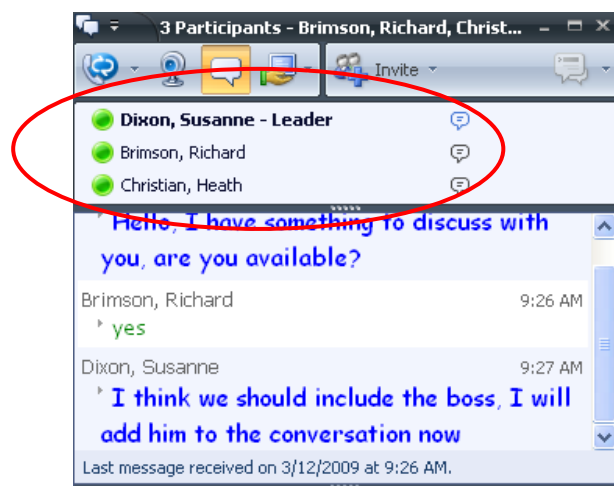 3 Participants - Brimson, Richard, Christ...
Invite
Dixon, Susanne - Leader
Brimson, Richard
Christian, Heath
Hello, I have something to discuss with
you, are you available?
Brimson, Richard 9:26 AM
yes
Dixon, Susanne 9:27 AM
I think we should include the boss, I will
add him to the conversation now
Last message received on 3/12/2009 at 9:26 AM.